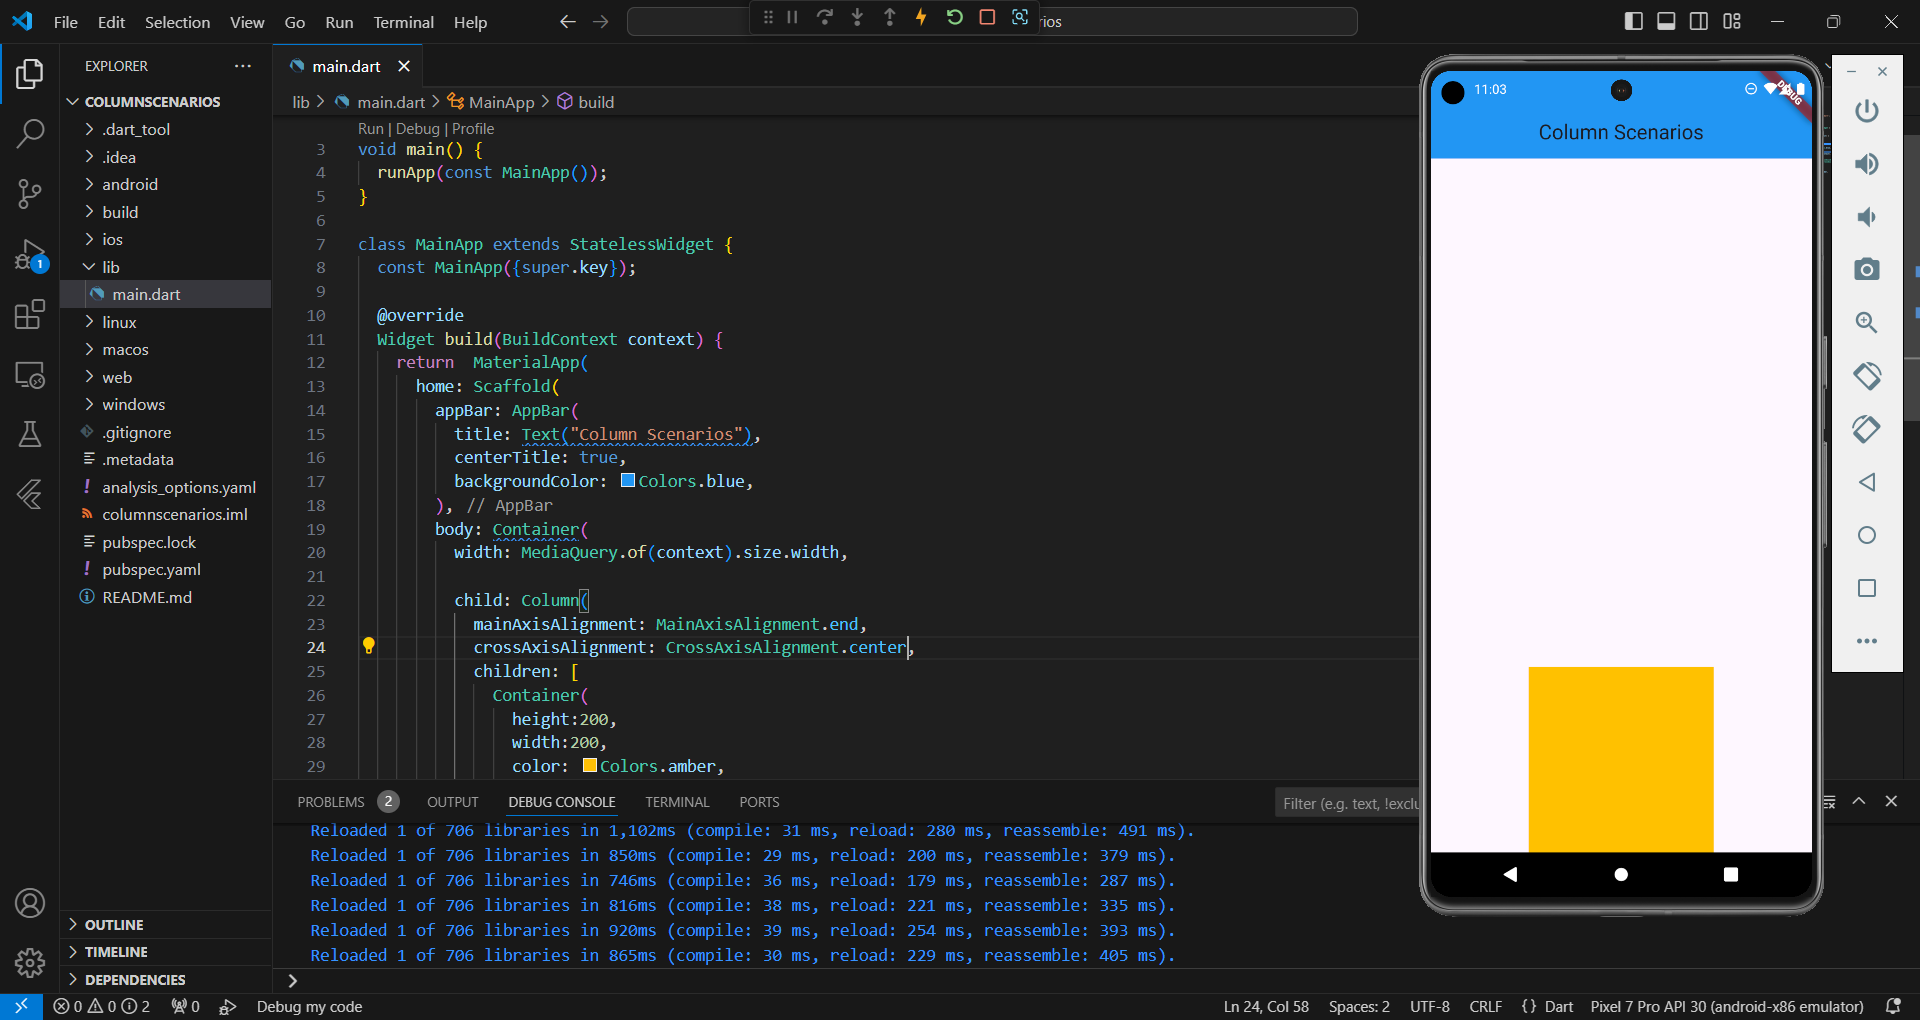 File Edit Selection View Go Run Terminal Help
rios
EXPLORER
COLUMNSCENARIOS
.dart_tool
.idea
android
build
ios
lib
main.dart
linux
macos
web
windows
.gitignore
.metadata
analysis_options.yaml
columnscenarios.iml
pubspec.lock
pubspec.yaml
README.md
OUTLINE
TIMELINE
DEPENDENCIES
main.dart
lib > main.dart > MainApp > build
Run | Debug | Profile
3 void main() {
4 runApp(const MainApp());
5 }
6
7 class MainApp extends StatelessWidget {
8 const MainApp({super.key});
9
10 @override
11 Widget build(BuildContext context) {
12 return  MaterialApp(
13 home: Scaffold(
14 appBar: AppBar(
15 title: Text("Column Scenarios"),
16 centerTitle: true,
17 backgroundColor: Colors.blue,
18 ), // AppBar
19 body: Container(
20 width: MediaQuery.of(context).size.width,
21
22 child: Column(
23 mainAxisAlignment: MainAxisAlignment.end,
24 crossAxisAlignment: CrossAxisAlignment.center,
25 children: [
26 Container(
27 height:200,
28 width:200,
29 color: Colors.amber,
PROBLEMS 2 OUTPUT DEBUG CONSOLE TERMINAL PORTS
Filter (e.g. text, !exclu
Reloaded 1 of 706 libraries in 1,102ms (compile: 31 ms, reload: 280 ms, reassemble: 491 ms).
Reloaded 1 of 706 libraries in 850ms (compile: 29 ms, reload: 200 ms, reassemble: 379 ms).
Reloaded 1 of 706 libraries in 746ms (compile: 36 ms, reload: 179 ms, reassemble: 287 ms).
Reloaded 1 of 706 libraries in 816ms (compile: 38 ms, reload: 221 ms, reassemble: 335 ms).
Reloaded 1 of 706 libraries in 920ms (compile: 39 ms, reload: 254 ms, reassemble: 393 ms).
Reloaded 1 of 706 libraries in 865ms (compile: 30 ms, reload: 229 ms, reassemble: 405 ms).
11:03
DEBUG
Column Scenarios
1
0 0 2 0 Debug my code
Ln 24, Col 58 Spaces: 2 UTF-8 CRLF {} Dart Pixel 7 Pro API 30 (android-x86 emulator)